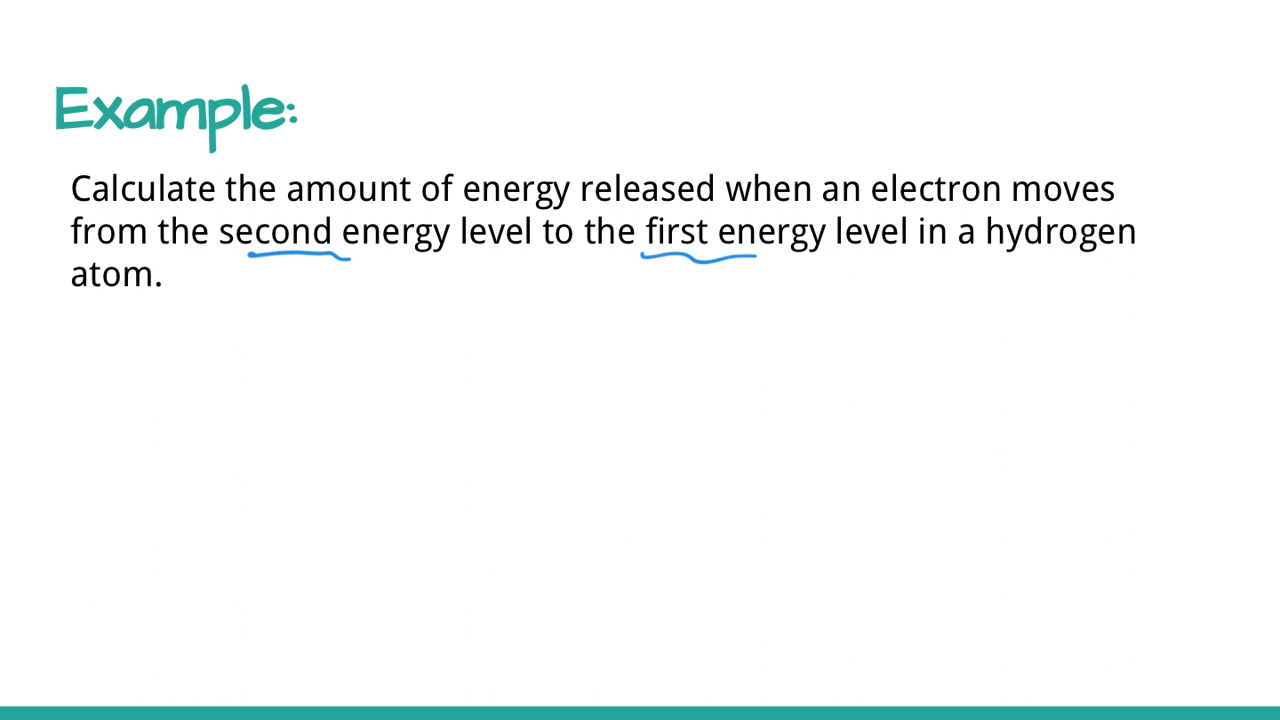 Example:
Calculate the amount of energy released when an electron moves
from the second energy level to the first energy level in a hydrogen
atom.